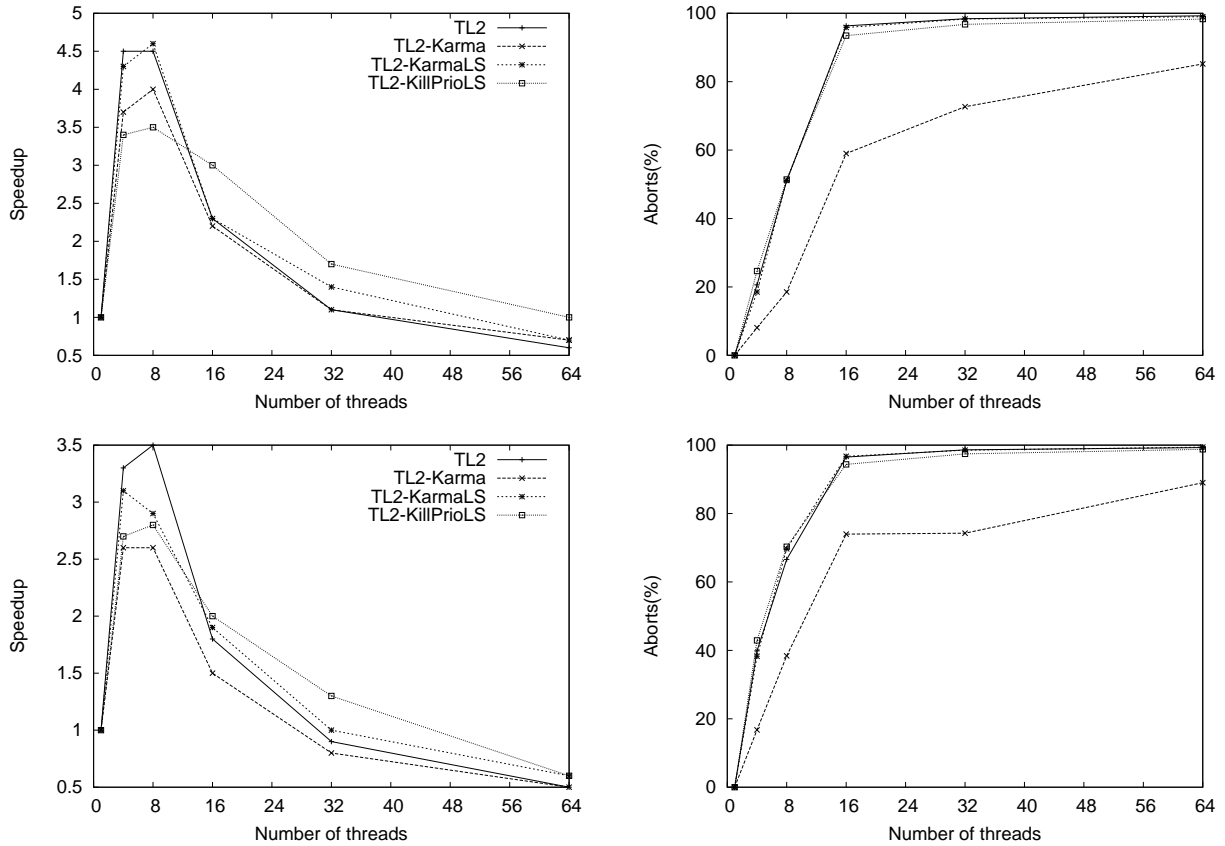 5
4.5
4
3.5
3
2.5
2
1.5
1
0.5
0 8 16 24 32 40 48 56 64
Speedup
Number of threads
TL2
TL2-Karma
TL2-KarmaLS
TL2-KillPrioLS
100
80
60
40
20
0
0 8 16 24 32 40 48 56 64
Aborts(%)
Number of threads
3.5
3
2.5
2
1.5
1
0.5
0 8 16 24 32 40 48 56 64
Speedup
Number of threads
TL2
TL2-Karma
TL2-KarmaLS
TL2-KillPrioLS
100
80
60
40
20
0
0 8 16 24 32 40 48 56 64
Aborts(%)
Number of threads